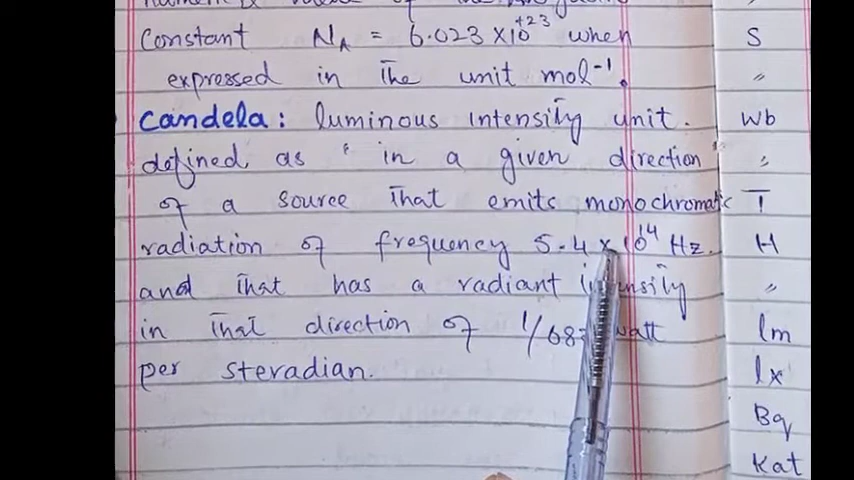 Constant N_A = 6.023 × 10^+23 when
expressed in the unit mol⁻¹.
Candela: luminous intensity unit.
defined as " in a given direction"
of a source that emits monochromatic
radiation of frequency 5.4 × 10¹⁴ Hz.
and that has a radiant intensity
in that direction of 1/683 watt
per steradian.
S
〃
Wb
〃
T
H
〃
lm
lx
Bq
Kat